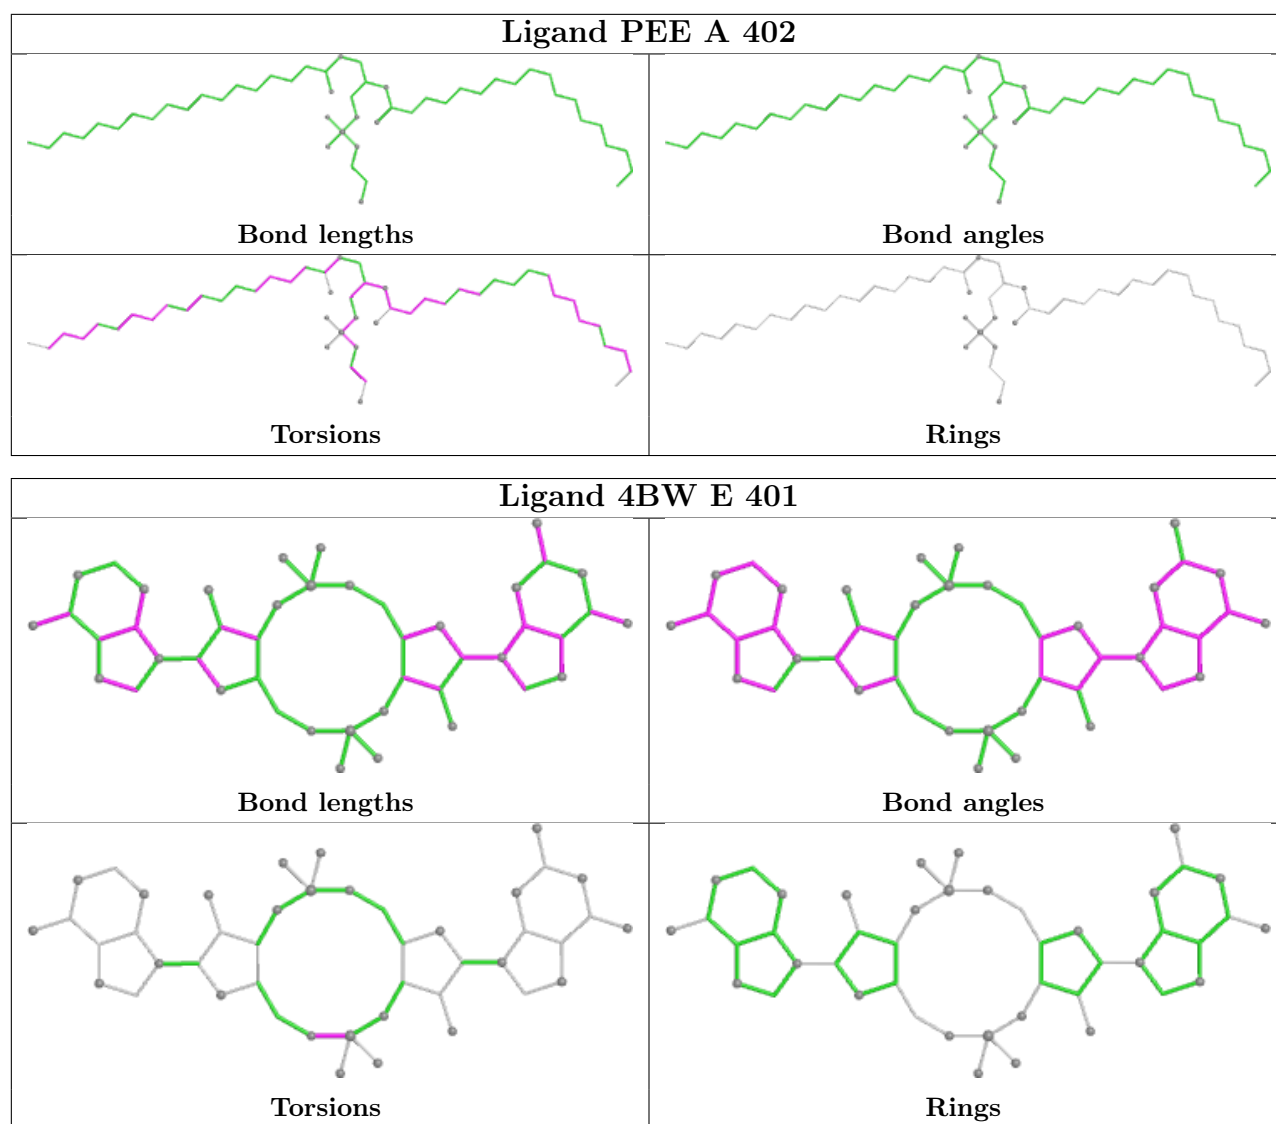 Ligand PEE A 402
Bond lengths
Bond angles
Torsions
Rings
Ligand 4BW E 401
Bond lengths
Bond angles
Torsions
Rings